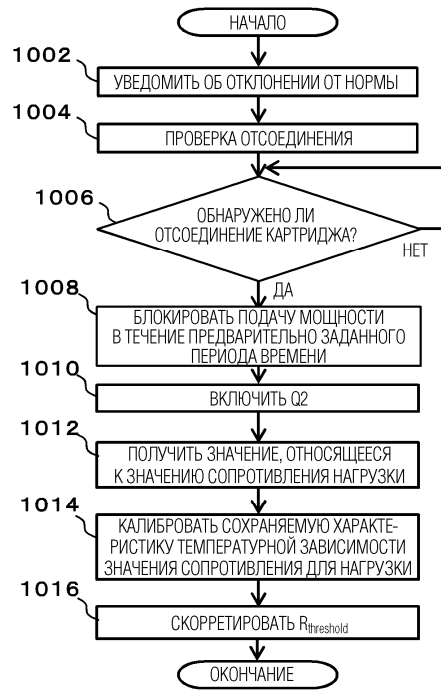 НАЧАЛО
1002
УВЕДОМИТЬ ОБ ОТКЛОНЕНИИ ОТ НОРМЫ
1004
ПРОВЕРКА ОТСОЕДИНЕНИЯ
1006
ОБНАРУЖЕНО ЛИ
ОТСОЕДИНЕНИЕ КАРТРИДЖА?
НЕТ
ДА
1008
БЛОКИРОВАТЬ ПОДАЧУ МОЩНОСТИ
В ТЕЧЕНИЕ ПРЕДВАРИТЕЛЬНО ЗАДАННОГО
ПЕРИОДА ВРЕМЕНИ
1010
ВКЛЮЧИТЬ Q2
1012
ПОЛУЧИТЬ ЗНАЧЕНИЕ, ОТНОСЯЩЕЕСЯ
К ЗНАЧЕНИЮ СОПРОТИВЛЕНИЯ НАГРУЗКИ
1014
КАЛИБРОВАТЬ СОХРАНЯЕМУЮ ХАРАКТЕ-
РИСТИКУ ТЕМПЕРАТУРНОЙ ЗАВИСИМОСТИ
ЗНАЧЕНИЯ СОПРОТИВЛЕНИЯ ДЛЯ НАГРУЗКИ
1016
СКОРРЕТИРОВАТЬ Rthreshold
ОКОНЧАНИЕ